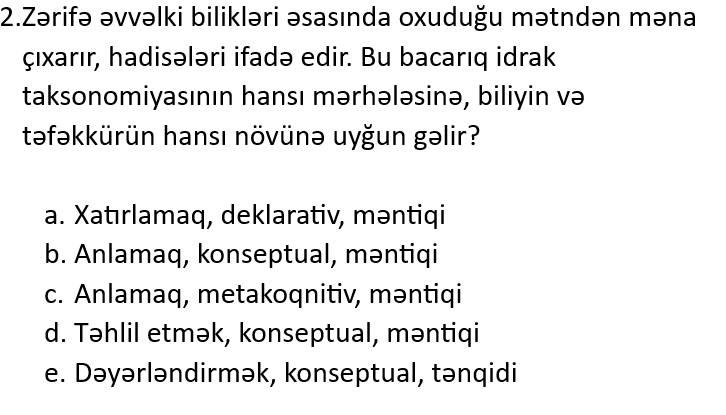 2.Zərifə əvvəlki bilikləri əsasında oxuduğu mətndən məna
çıxarır, hadisələri ifadə edir. Bu bacarıq idrak
taksonomiyasının hansı mərhələsinə, biliyin və
təfəkkürün hansı növünə uyğun gəlir?
a. Xatırlamaq, deklarativ, məntiqi
b. Anlamaq, konseptual, məntiqi
c. Anlamaq, metakoqnitiv, məntiqi
d. Təhlil etmək, konseptual, məntiqi
e. Dəyərləndirmək, konseptual, tənqidi